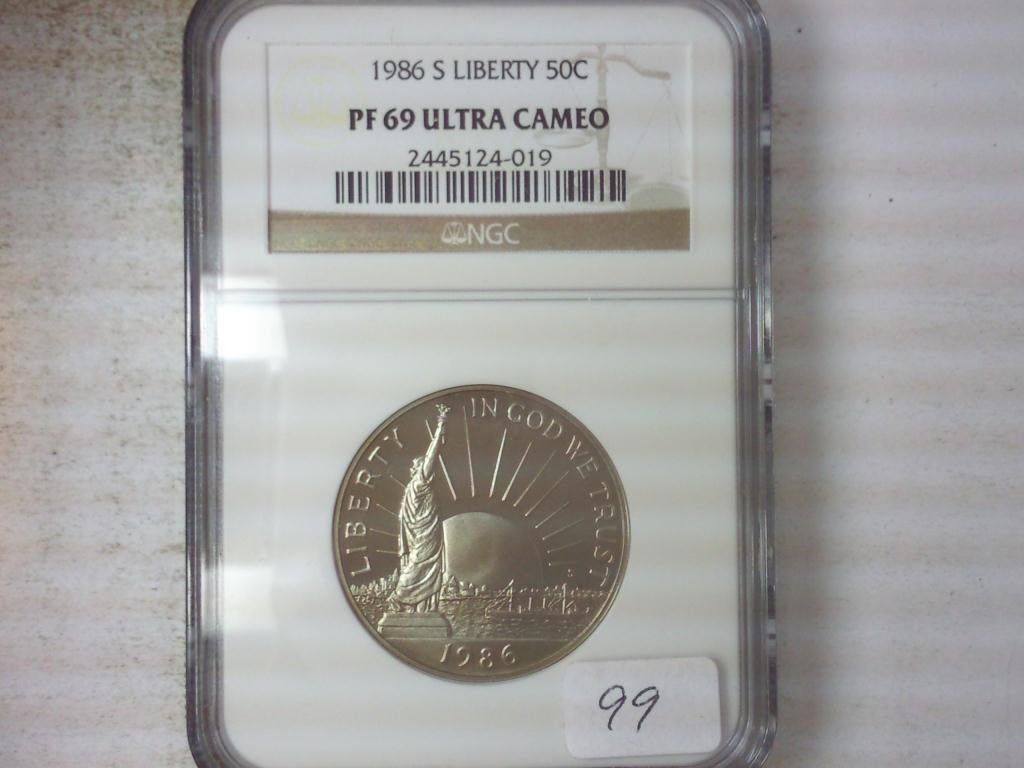 1986 S LIBERTY 50C
PF 69 ULTRA CAMEO
2445124-019
NGC
LIBERTY
IN GOD WE TRUST
S
1986
99